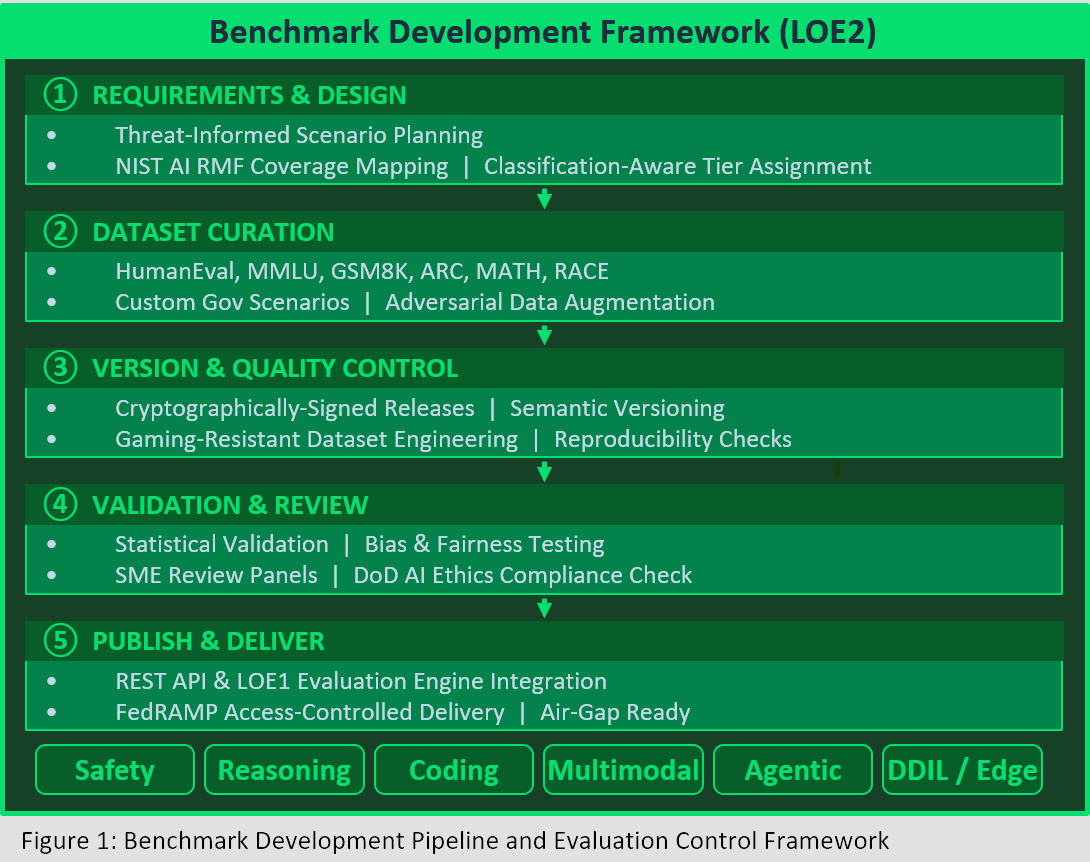 Benchmark Development Framework (LOE2)
① REQUIREMENTS & DESIGN
• Threat-Informed Scenario Planning
• NIST AI RMF Coverage Mapping | Classification-Aware Tier Assignment
② DATASET CURATION
• HumanEval, MMLU, GSM8K, ARC, MATH, RACE
• Custom Gov Scenarios | Adversarial Data Augmentation
③ VERSION & QUALITY CONTROL
• Cryptographically-Signed Releases | Semantic Versioning
• Gaming-Resistant Dataset Engineering | Reproducibility Checks
④ VALIDATION & REVIEW
• Statistical Validation | Bias & Fairness Testing
• SME Review Panels | DoD AI Ethics Compliance Check
⑤ PUBLISH & DELIVER
• REST API & LOE1 Evaluation Engine Integration
• FedRAMP Access-Controlled Delivery | Air-Gap Ready
Safety Reasoning Coding Multimodal Agentic DDIL / Edge
Figure 1: Benchmark Development Pipeline and Evaluation Control Framework